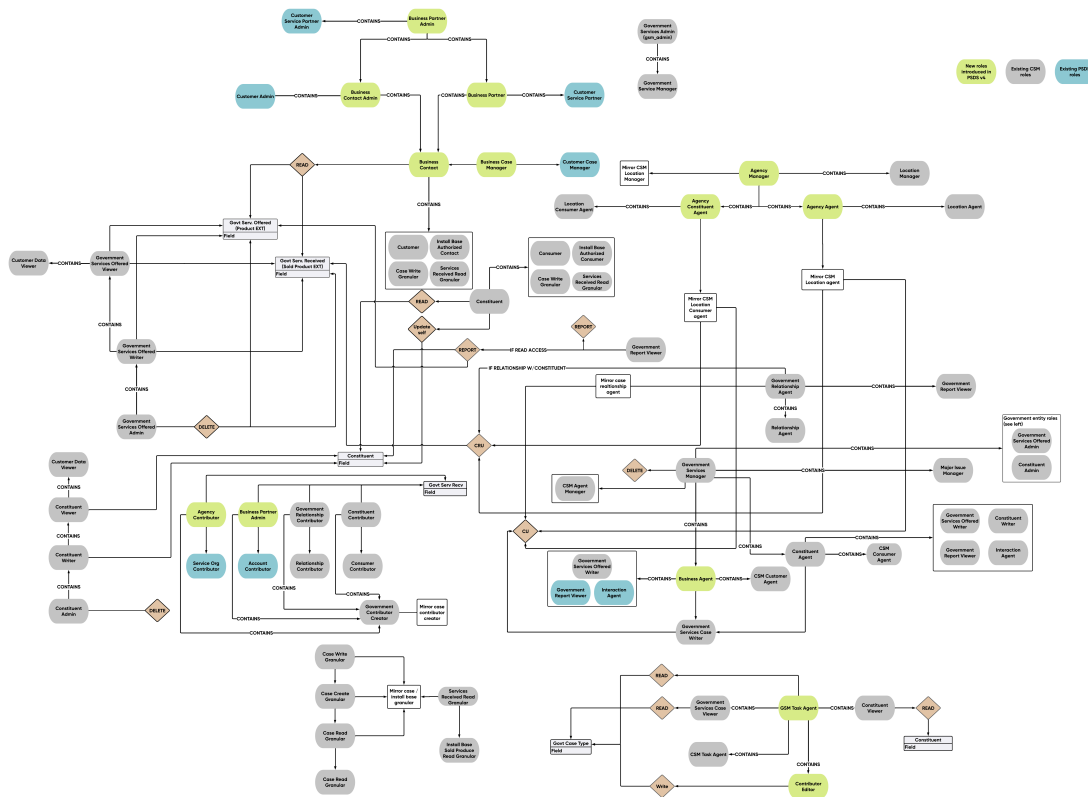 Customer
Service Partner
Admin
CONTAINS
Business Partner
Admin
CONTAINS
CONTAINS
Government
Services Admin
(gsm_admin)
CONTAINS
Government
Service Manager
New roles
introduced in
PSDS v4
Existing CSM
roles
Existing PSDS
roles
Customer Admin
CONTAINS
Business
Contact Admin
CONTAINS
CONTAINS
Business Partner
CONTAINS
Customer
Service Partner
READ
Business
Contact
Business Case
Manager
Customer Case
Manager
Mirror CSM
Location
Manager
Agency
Manager
CONTAINS
Location
Manager
CONTAINS
Location
Consumer Agent
CONTAINS
Agency
Constituent
Agent
CONTAINS
CONTAINS
Agency Agent
CONTAINS
Location Agent
Govt Serv. Offered
(Product EXT)
Field
Customer
Install Base
Authorized
Contact
Case Write
Granular
Services
Received Read
Granular
CONTAINS
Consumer
Install Base
Authorized
Consumer
Case Write
Granular
Services
Received Read
Granular
Customer Data
Viewer
CONTAINS
Government
Services Offered
Viewer
Govt Serv. Received
(Sold Product EXT)
Field
Mirror CSM
Location agent
READ
Constituent
Mirror CSM
Location
Consumer
agent
CONTAINS
CONTAINS
Update
self
REPORT
Government
Services Offered
Writer
REPORT
IF READ ACCESS
Government
Report Viewer
IF RELATIONSHIP W/CONSTITUENT
Mirror case
realtionship
agent
Government
Relationship
Agent
CONTAINS
Government
Report Viewer
CONTAINS
CONTAINS
Relationship
Agent
Government
Services Offered
Admin
DELETE
Government entity roles
(see left)
Government
Services Offered
Admin
Constituent
Admin
CRU
Constituent
Field
Customer Data
Viewer
CONTAINS
DELETE
Government
Services
Manager
CONTAINS
Major Issue
Manager
CSM Agent
Manager
Govt Serv Recv
Field
Constituent
Viewer
CONTAINS
Agency
Contributor
Business Partner
Admin
Government
Relationship
Contributor
Constituent
Contributor
CU
CONTAINS
Government
Services Offered
Writer
Constituent
Writer
Government
Report Viewer
Interaction
Agent
CONTAINS
Constituent
Writer
CONTAINS
Constituent
Agent
CONTAINS
CSM
Consumer
Agent
CONTAINS
Service Org
Contributor
Account
Contributor
Relationship
Contributor
Consumer
Contributor
Government
Services Offered
Writer
Government
Report Viewer
Interaction
Agent
CONTAINS
Business Agent
CONTAINS
CSM Customer
Agent
CONTAINS
CONTAINS
CONTAINS
Constituent
Admin
DELETE
CONTAINS
CONTAINS
Government
Contributor
Creator
Mirror case
contributor
creator
Government
Services Case
Writer
CONTAINS
Case Write
Granular
Case Create
Granular
Mirror case /
install base
granular
Services
Received Read
Granular
Case Read
Granular
Install Base
Sold Produce
Read Granular
Case Read
Granular
READ
READ
Government
Services Case
Viewer
CONTAINS
GSM Task Agent
CONTAINS
Constituent
Viewer
READ
Govt Case Type
Field
Constituent
Field
CSM Task Agent
CONTAINS
CONTAINS
Write
Contributor
Editor